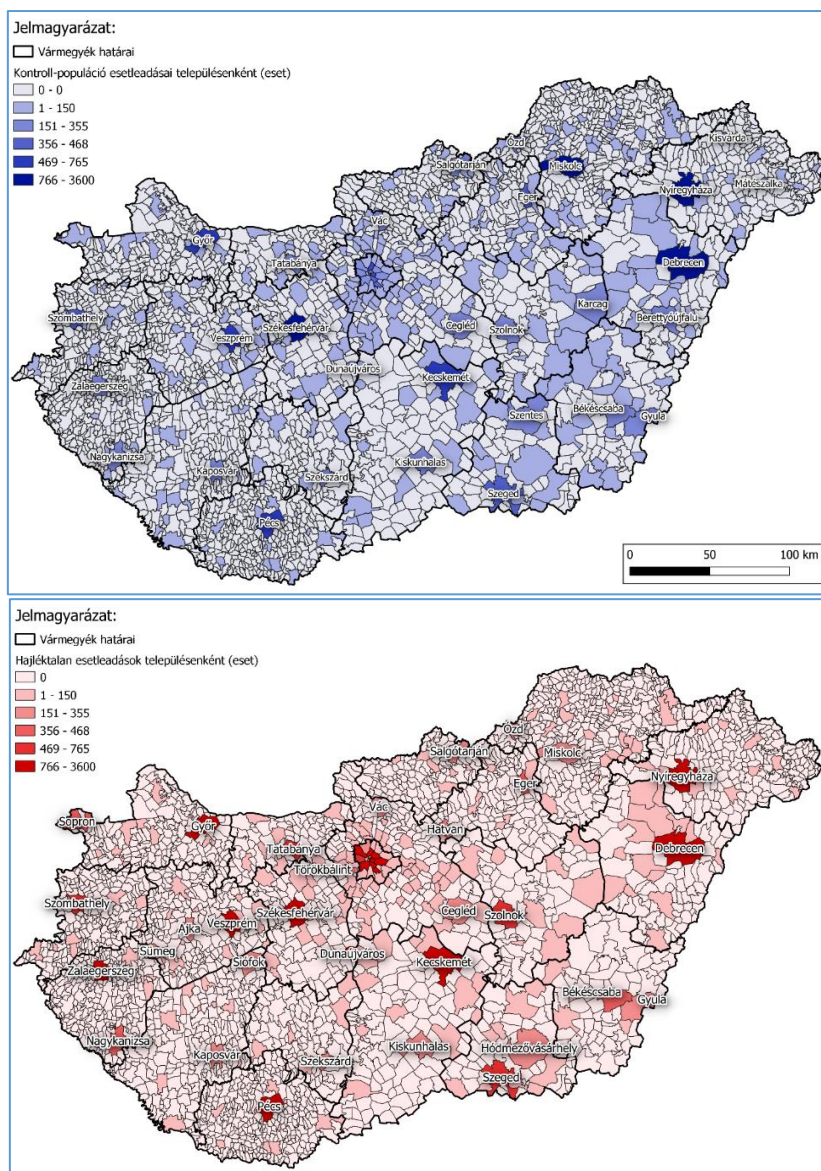 Jelmagyarázat:
Vármegyék határai
Kontroll-populáció esetleadásai településenként (eset)
0 - 0
1 - 150
151 - 355
356 - 468
469 - 765
766 - 3600
Ózd
Kisvárda
Salgótarján
Miskolc
Mátészalka
Nyíregyháza
Eger
Vác
Győr
Tatabánya
Debrecen
Karcag
Szombathely
Berettyóújfalu
Cegléd
Szolnok
Székesfehérvár
Veszprém
Dunaújváros
Kecskemét
Zalaegerszeg
Szentes
Békéscsaba
Gyula
Nagykanizsa
Kiskunhalas
Kaposvár
Szekszárd
Szeged
Pécs
0 50 100 km
Jelmagyarázat:
Vármegyék határai
Hajléktalan esetleadások településenként (eset)
0
1 - 150
151 - 355
356 - 468
469 - 765
766 - 3600
Ózd
Salgótarján
Miskolc
Nyíregyháza
Eger
Vác
Sopron
Győr
Hatvan
Tatabánya
Debrecen
Törökbálint
Szombathely
Cegléd
Szolnok
Székesfehérvár
Veszprém
Ajka
Sümeg
Dunaújváros
Siófok
Kecskemét
Zalaegerszeg
Békéscsaba
Gyula
Nagykanizsa
Kiskunhalas
Hódmezővásárhely
Kaposvár
Szekszárd
Szeged
Pécs